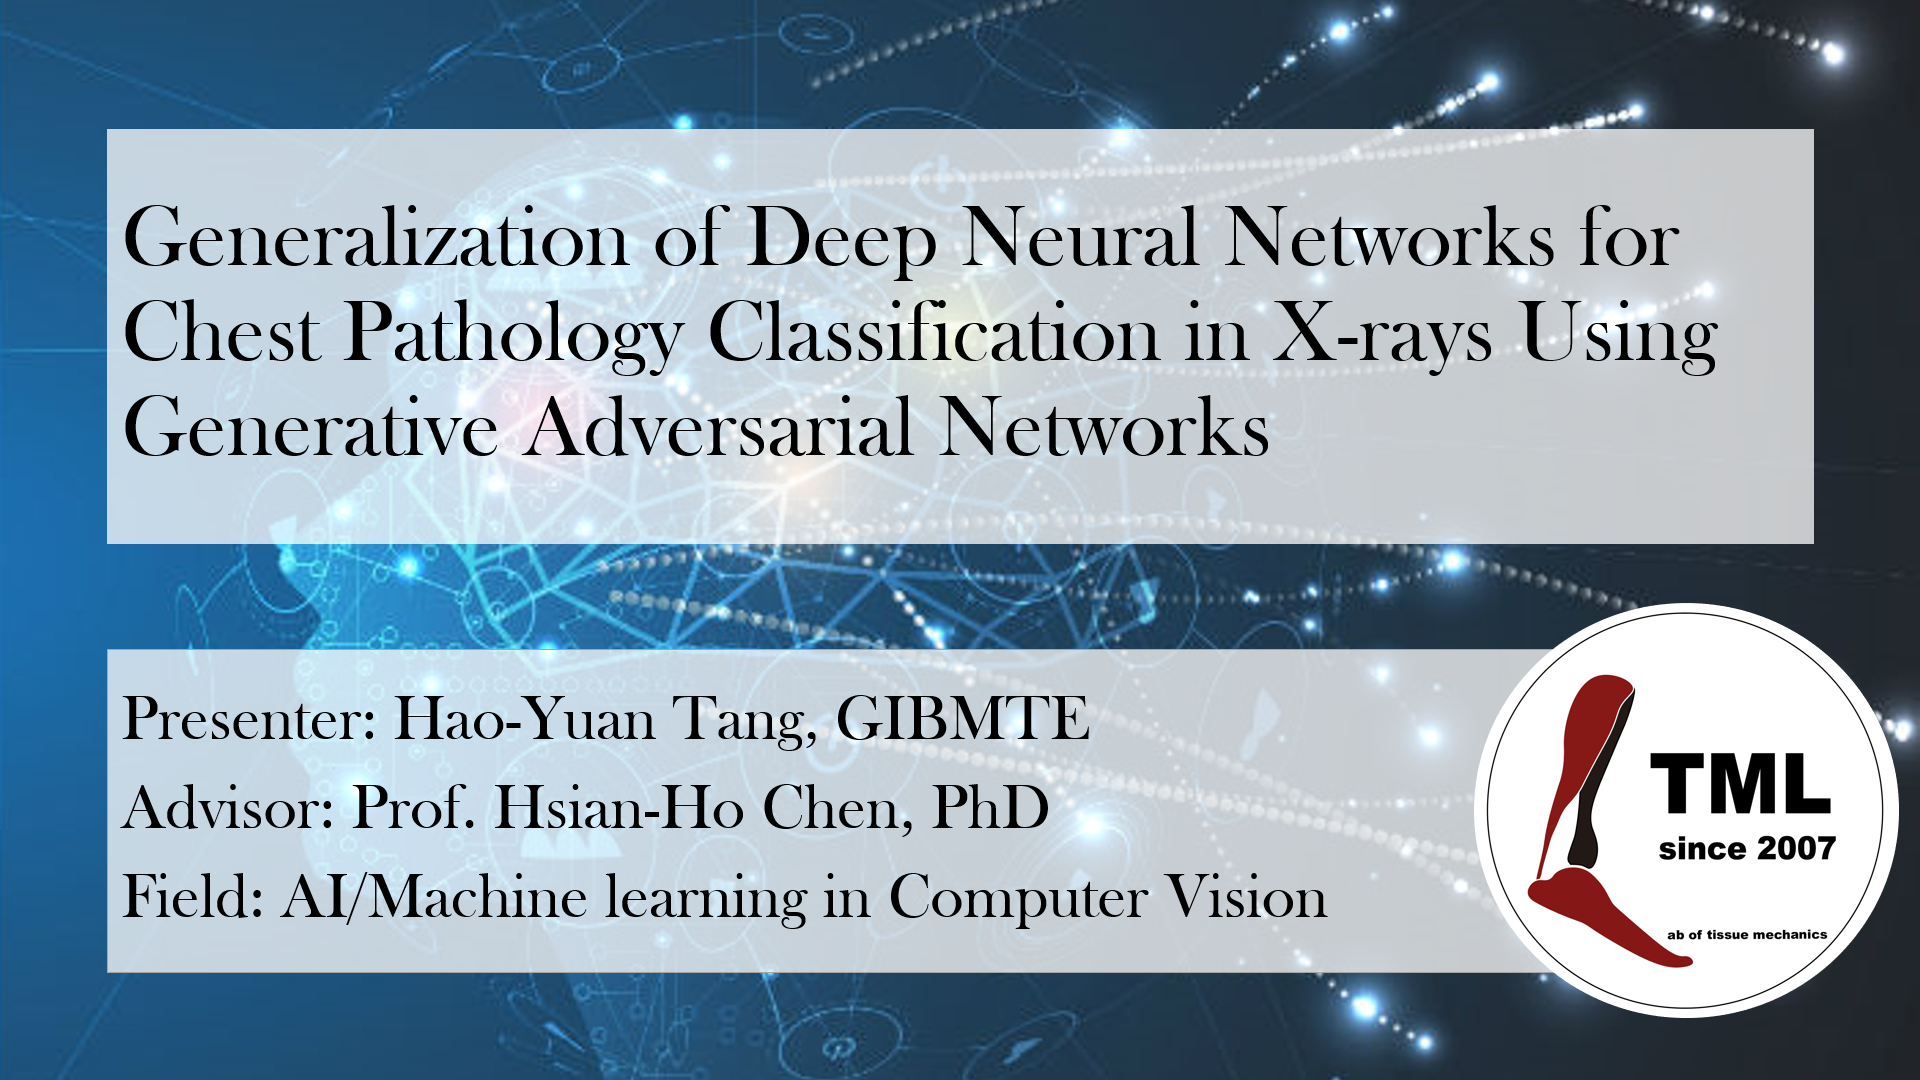 Generalization of Deep Neural Networks for
Chest Pathology Classification in X-rays Using
Generative Adversarial Networks
Presenter: Hao-Yuan Tang, GIBMTE
Advisor: Prof. Hsian-Ho Chen, PhD
Field: AI/Machine learning in Computer Vision
TML
since 2007
ab of tissue mechanics